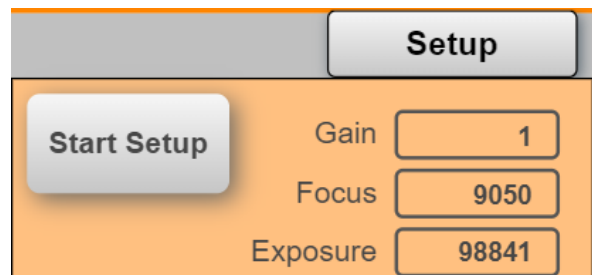 Setup
Start Setup
Gain 1
Focus 9050
Exposure 98841